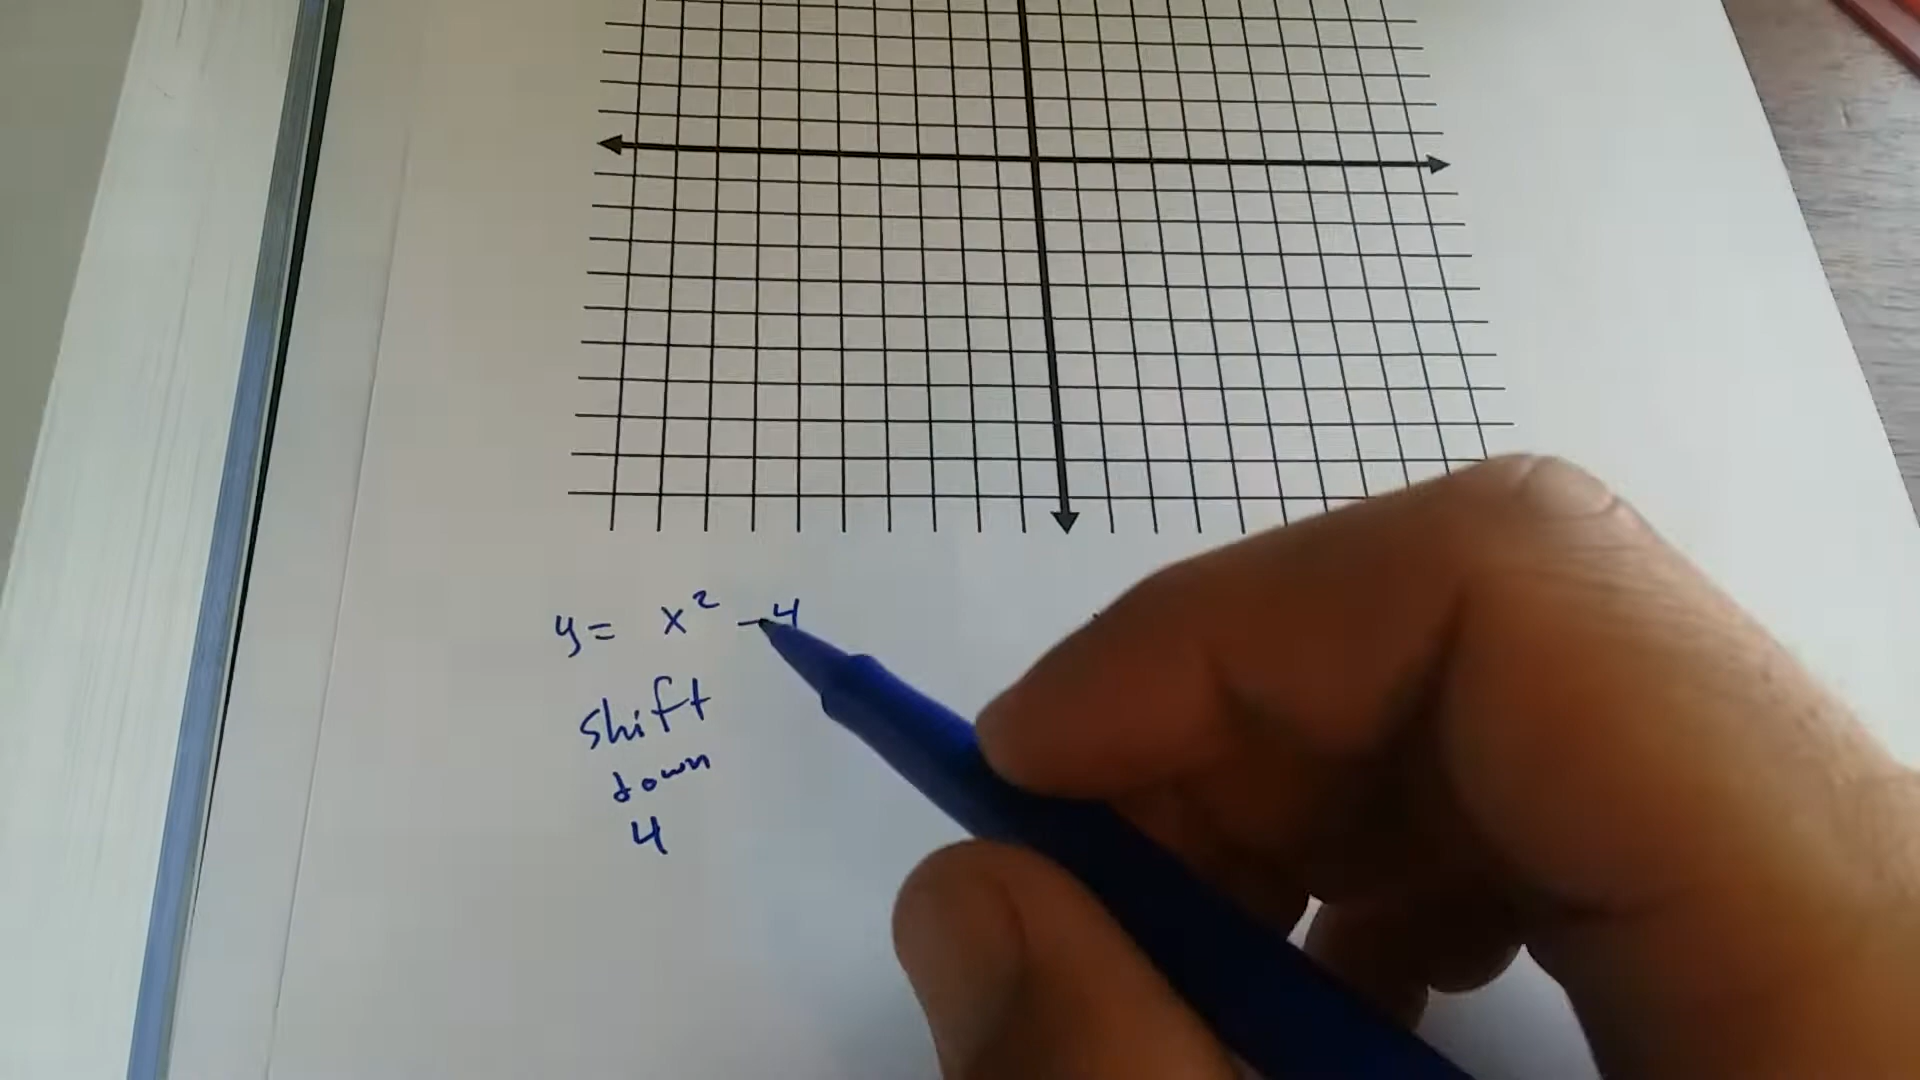 y = x² - 4
shift
down
4